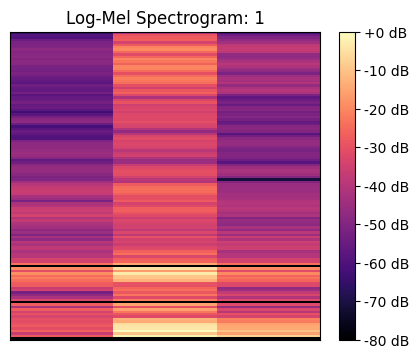 Log-Mel Spectrogram: 1
+0 dB
-10 dB
-20 dB
-30 dB
-40 dB
-50 dB
-60 dB
-70 dB
-80 dB